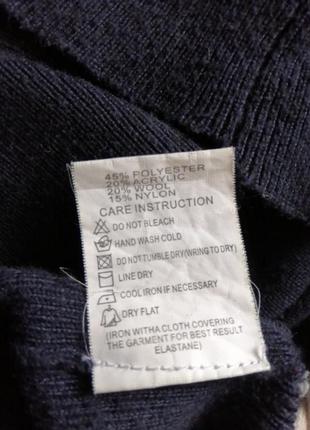 45% POLYESTER
20% ACRYLIC
20% WOOL
15% NYLON
CARE INSTRUCTION
DO NOT BLEACH
HAND WASH COLD
DO NOT TUMBLE DRY(WRING TO DRY)
LINE DRY
COOL IRON IF NECESSARY
DRY FLAT
(IRON WITHA CLOTH COVERING
THE GARMENT FOR BEST RESULT
ELASTANE)